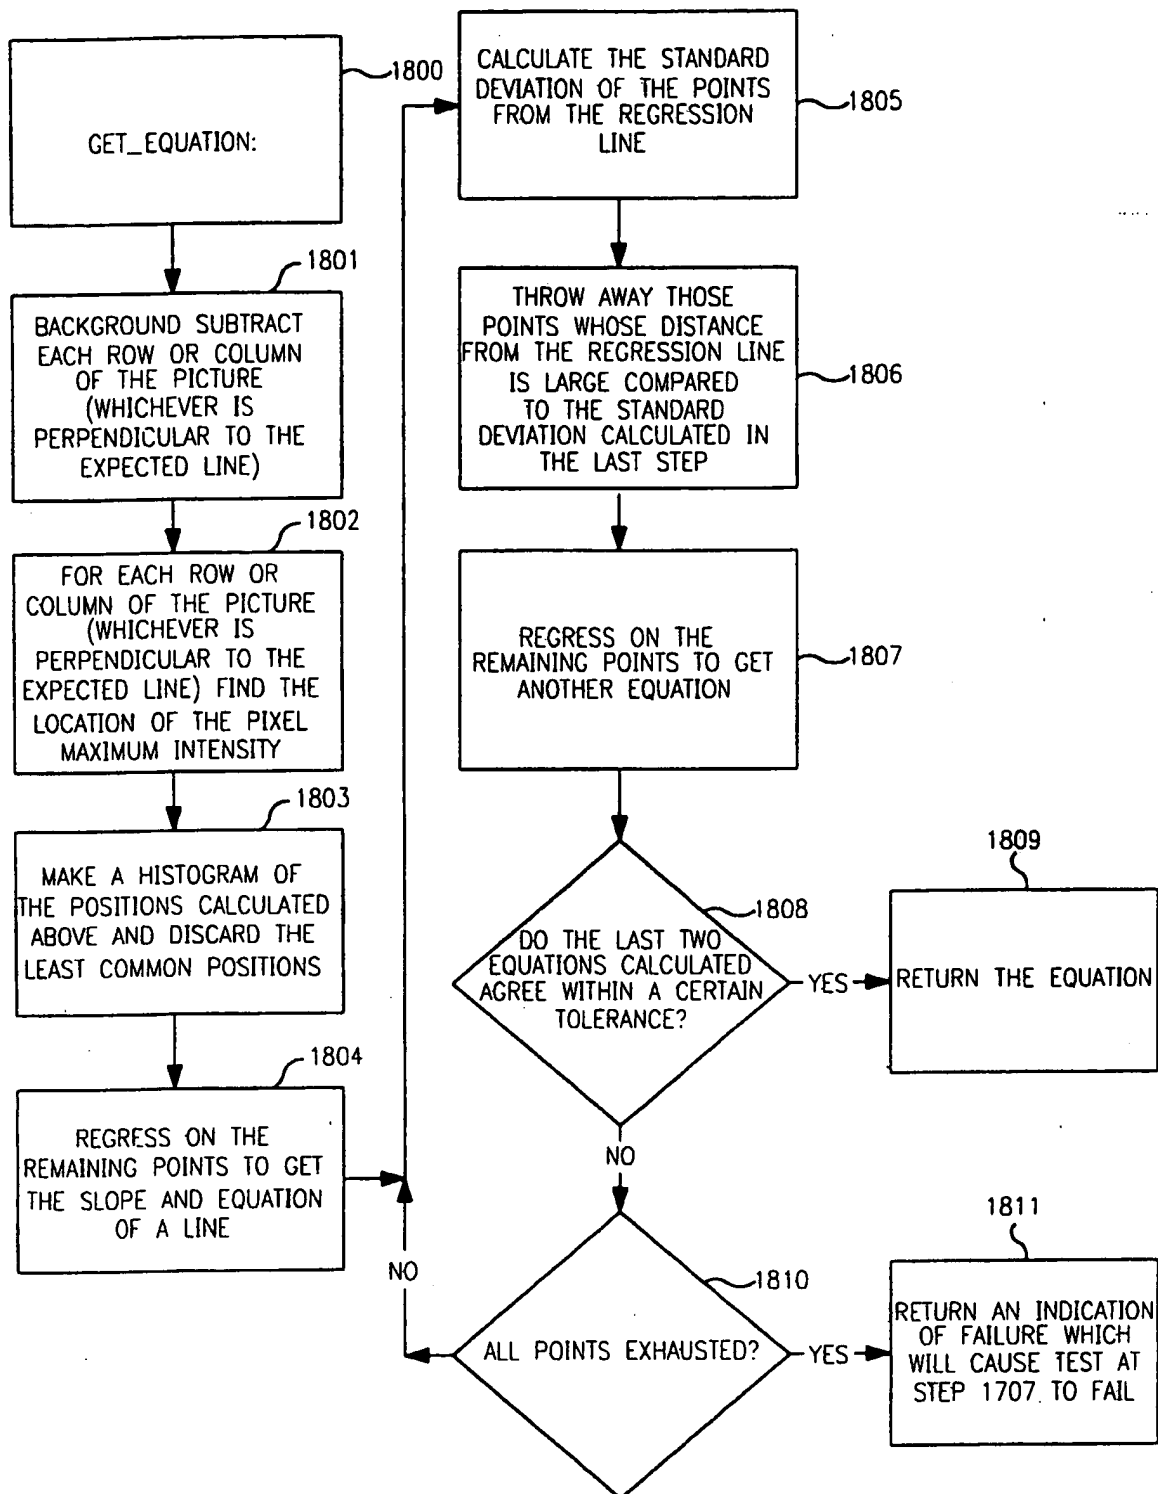 1800
GET_EQUATION:
1801
BACKGROUND SUBTRACT
EACH ROW OR COLUMN
OF THE PICTURE
(WHICHEVER IS
PERPENDICULAR TO THE
EXPECTED LINE)
1802
FOR EACH ROW OR
COLUMN OF THE PICTURE
(WHICHEVER IS
PERPENDICULAR TO THE
EXPECTED LINE) FIND THE
LOCATION OF THE PIXEL
MAXIMUM INTENSITY
1803
MAKE A HISTOGRAM OF
THE POSITIONS CALCULATED
ABOVE AND DISCARD THE
LEAST COMMON POSITIONS
1804
REGRESS ON THE
REMAINING POINTS TO GET
THE SLOPE AND EQUATION
OF A LINE
CALCULATE THE STANDARD
DEVIATION OF THE POINTS
FROM THE REGRESSION
LINE
1805
THROW AWAY THOSE
POINTS WHOSE DISTANCE
FROM THE REGRESSION LINE
IS LARGE COMPARED
TO THE STANDARD
DEVIATION CALCULATED IN
THE LAST STEP
1806
REGRESS ON THE
REMAINING POINTS TO GET
ANOTHER EQUATION
1807
1808
DO THE LAST TWO
EQUATIONS CALCULATED
AGREE WITHIN A CERTAIN
TOLERANCE?
YES
1809
RETURN THE EQUATION
NO
1810
ALL POINTS EXHAUSTED?
NO
YES
1811
RETURN AN INDICATION
OF FAILURE WHICH
WILL CAUSE TEST AT
STEP 1707 TO FAIL